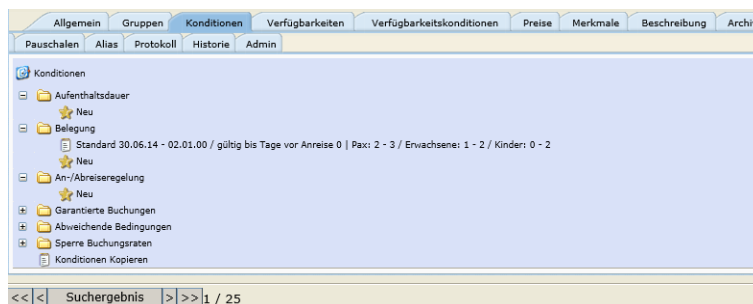 Allgemein Gruppen Konditionen Verfügbarkeiten Verfügbarkeitskonditionen Preise Merkmale Beschreibung Archi
Pauschalen Alias Protokoll Historie Admin
Konditionen
Aufenthaltsdauer
Neu
Belegung
Standard 30.06.14 - 02.01.00 / gültig bis Tage vor Anreise 0 | Pax: 2 - 3 / Erwachsene: 1 - 2 / Kinder: 0 - 2
Neu
An-/Abreiseregelung
Neu
Garantierte Buchungen
Abweichende Bedingungen
Sperre Buchungsraten
Konditionen Kopieren
<< < Suchergebnis > >> 1 / 25